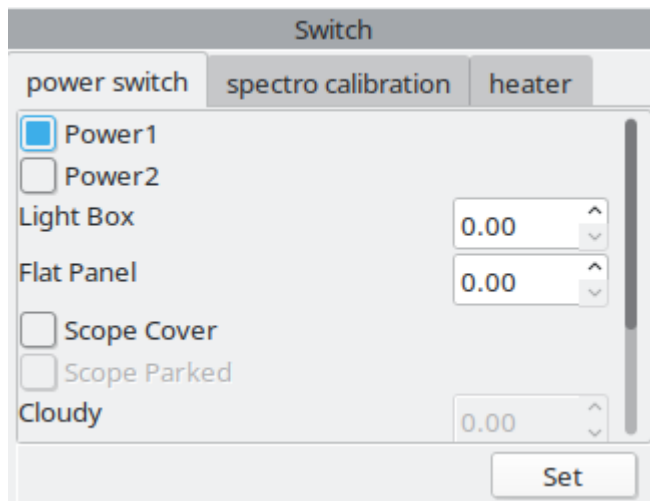 Switch
power switch spectro calibration heater
Power1
Power2
Light Box 0.00
Flat Panel 0.00
Scope Cover
Scope Parked
Cloudy 0.00
Set